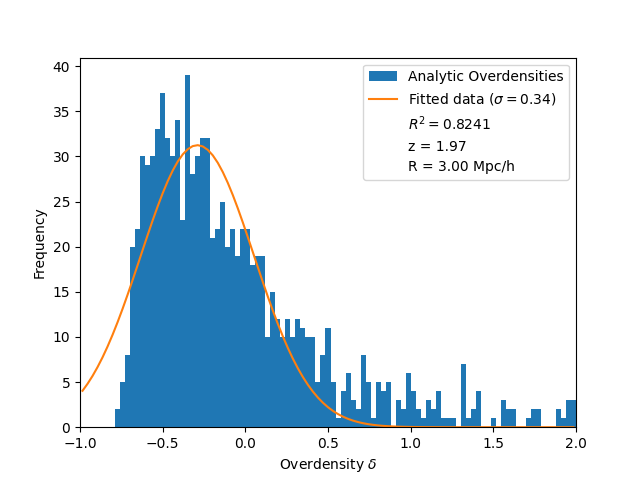 Analytic Overdensities
Fitted data (σ = 0.34)
R² = 0.8241
z = 1.97
R = 3.00 Mpc/h
Frequency
40
35
30
25
20
15
10
5
0
−1.0 −0.5 0.0 0.5 1.0 1.5 2.0
Overdensity δ